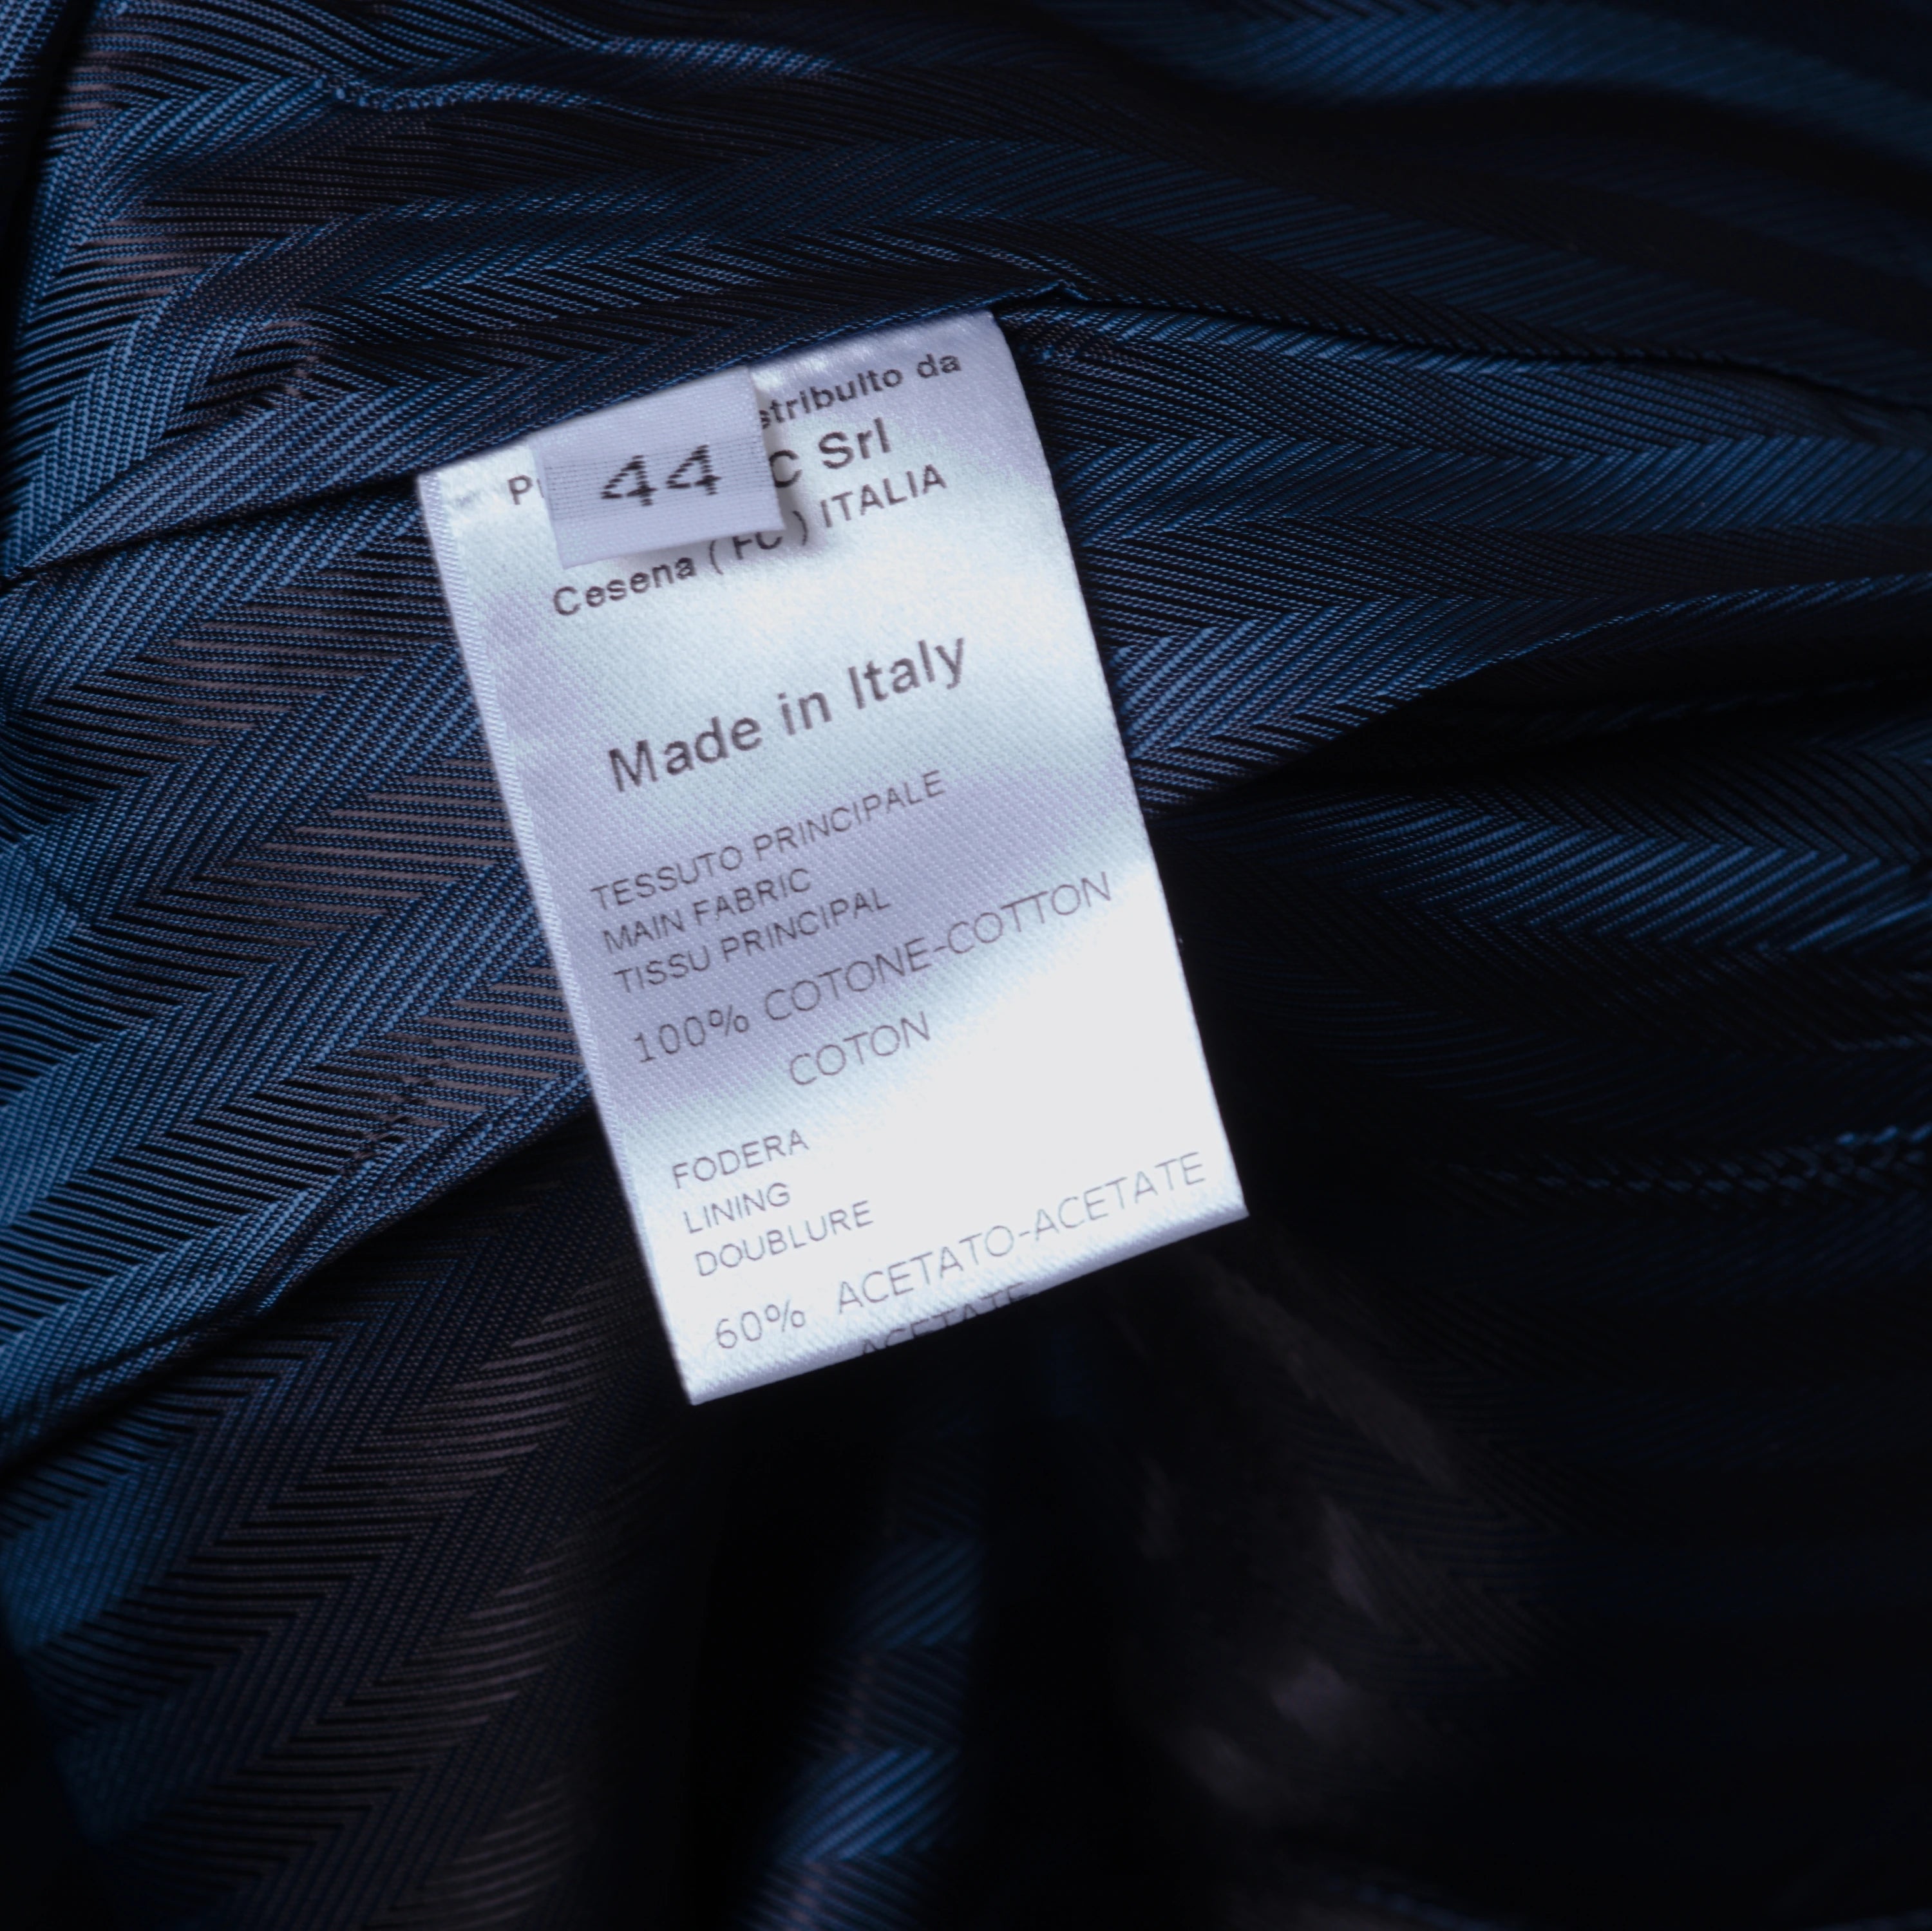 44
da
Srl
ITALIA
Cesena ( FC )
Made in Italy
TESSUTO PRINCIPALE
MAIN FABRIC
TISSU PRINCIPAL
100% COTONE-COTTON
COTON
FODERA
LINING
DOUBLURE
60% ACETATO-ACETATE
ACETATE